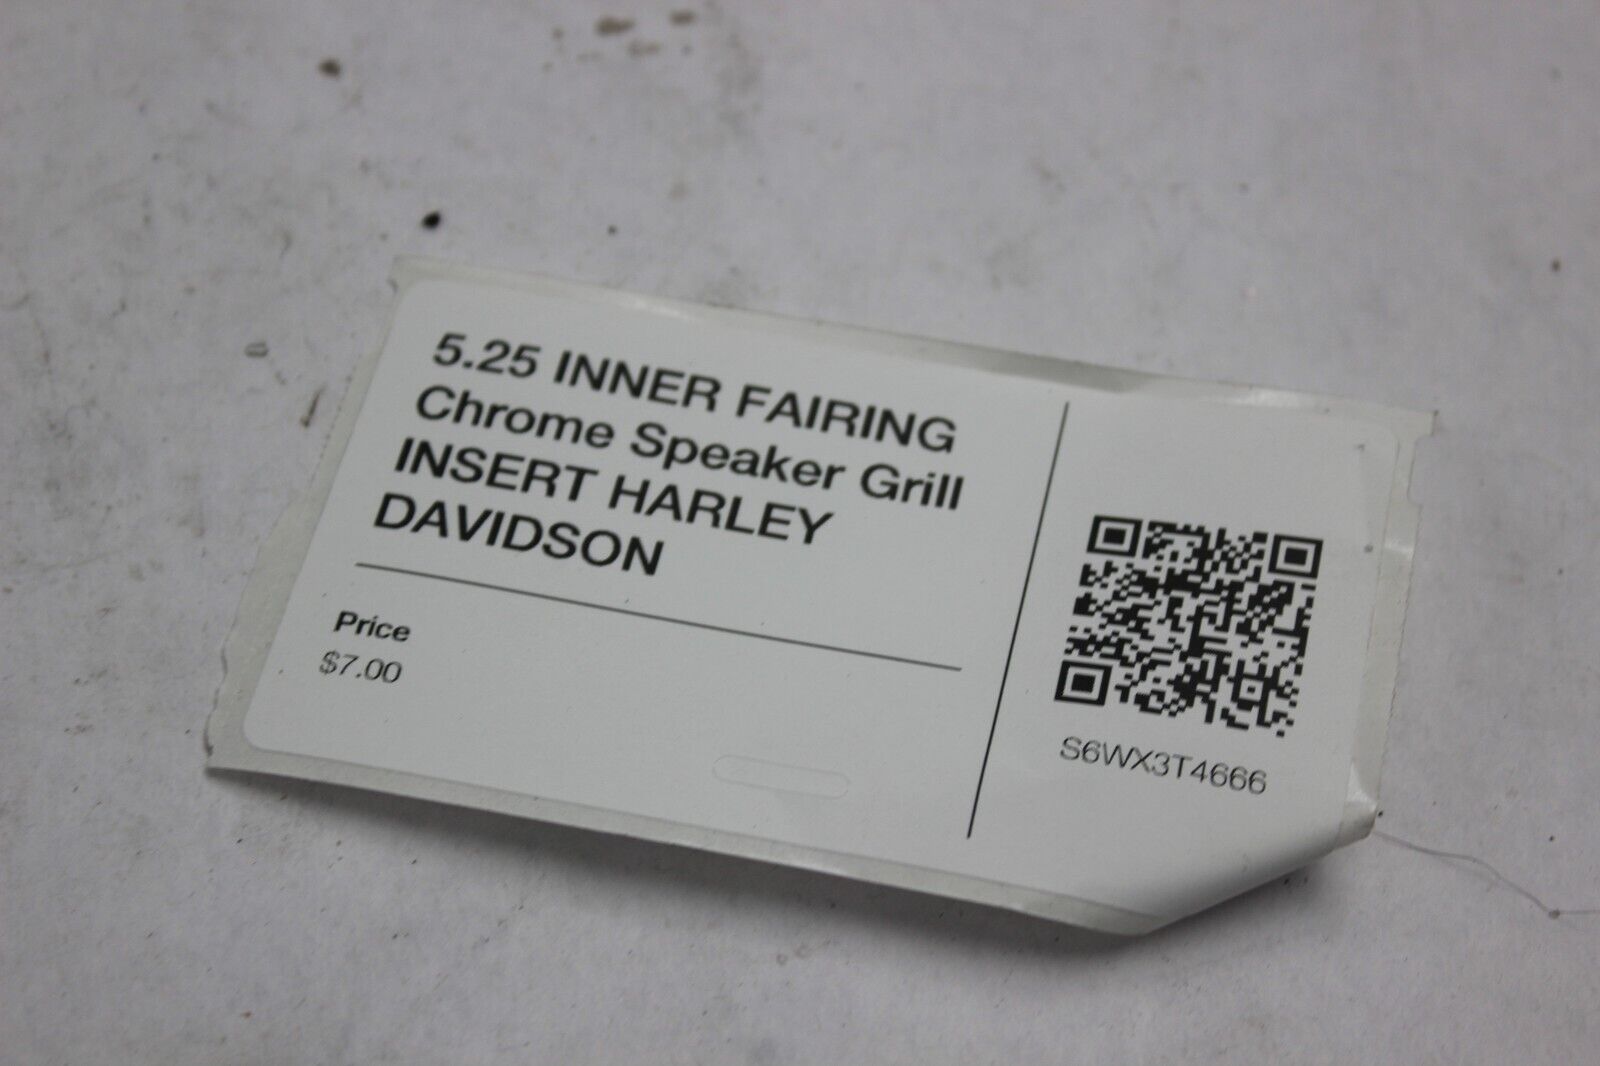 5.25 INNER FAIRING
Chrome Speaker Grill
INSERT HARLEY
DAVIDSON
Price
$7.00
S6WX3T4666